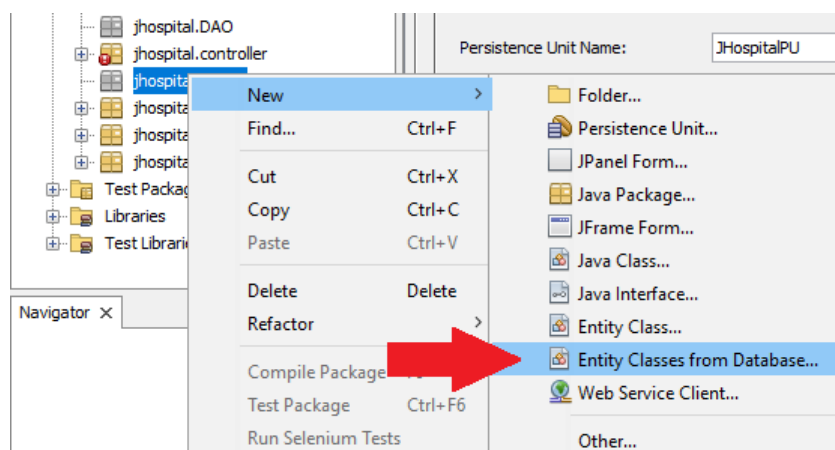 jhospital.DAO
jhospital.controller
Persistence Unit Name:
JHospitalPU
jhospita
New
Folder...
jhospita
Find...
Ctrl+F
Persistence Unit...
jhospita
JPanel Form...
jhospita
Cut
Ctrl+X
Test Packag
Java Package...
Libraries
Copy
Ctrl+C
JFrame Form...
Test Librari
Paste
Ctrl+V
Java Class...
Delete
Delete
Java Interface...
Navigator
Refactor
Entity Class...
Compile Package
Entity Classes from Database...
Test Package
Ctrl+F6
Web Service Client...
Run Selenium Tests
Other...